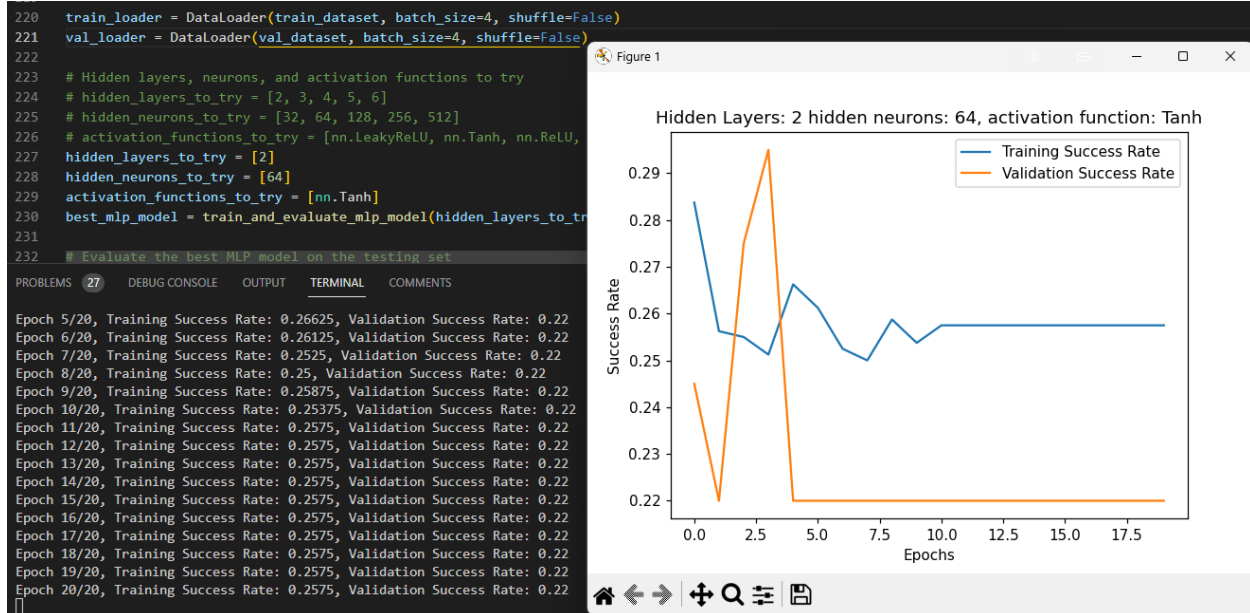 220 train_loader = DataLoader(train_dataset, batch_size=4, shuffle=False)
221 val_loader = DataLoader(val_dataset, batch_size=4, shuffle=False)
222
223 # Hidden layers, neurons, and activation functions to try
224 # hidden_layers_to_try = [2, 3, 4, 5, 6]
225 # hidden_neurons_to_try = [32, 64, 128, 256, 512]
226 # activation_functions_to_try = [nn.LeakyReLU, nn.Tanh, nn.ReLU,
227 hidden_layers_to_try = [2]
228 hidden_neurons_to_try = [64]
229 activation_functions_to_try = [nn.Tanh]
230 best_mlp_model = train_and_evaluate_mlp_model(hidden_layers_to_tr
231
232 # Evaluate the best MLP model on the testing set
PROBLEMS 27 DEBUG CONSOLE OUTPUT TERMINAL COMMENTS
Epoch 5/20, Training Success Rate: 0.26625, Validation Success Rate: 0.22
Epoch 6/20, Training Success Rate: 0.26125, Validation Success Rate: 0.22
Epoch 7/20, Training Success Rate: 0.2525, Validation Success Rate: 0.22
Epoch 8/20, Training Success Rate: 0.25, Validation Success Rate: 0.22
Epoch 9/20, Training Success Rate: 0.25875, Validation Success Rate: 0.22
Epoch 10/20, Training Success Rate: 0.25375, Validation Success Rate: 0.22
Epoch 11/20, Training Success Rate: 0.2575, Validation Success Rate: 0.22
Epoch 12/20, Training Success Rate: 0.2575, Validation Success Rate: 0.22
Epoch 13/20, Training Success Rate: 0.2575, Validation Success Rate: 0.22
Epoch 14/20, Training Success Rate: 0.2575, Validation Success Rate: 0.22
Epoch 15/20, Training Success Rate: 0.2575, Validation Success Rate: 0.22
Epoch 16/20, Training Success Rate: 0.2575, Validation Success Rate: 0.22
Epoch 17/20, Training Success Rate: 0.2575, Validation Success Rate: 0.22
Epoch 18/20, Training Success Rate: 0.2575, Validation Success Rate: 0.22
Epoch 19/20, Training Success Rate: 0.2575, Validation Success Rate: 0.22
Epoch 20/20, Training Success Rate: 0.2575, Validation Success Rate: 0.22
Figure 1
Hidden Layers: 2 hidden neurons: 64, activation function: Tanh
Training Success Rate
Validation Success Rate
0.29
0.28
0.27
0.26
0.25
0.24
0.23
0.22
Success Rate
0.0 2.5 5.0 7.5 10.0 12.5 15.0 17.5
Epochs